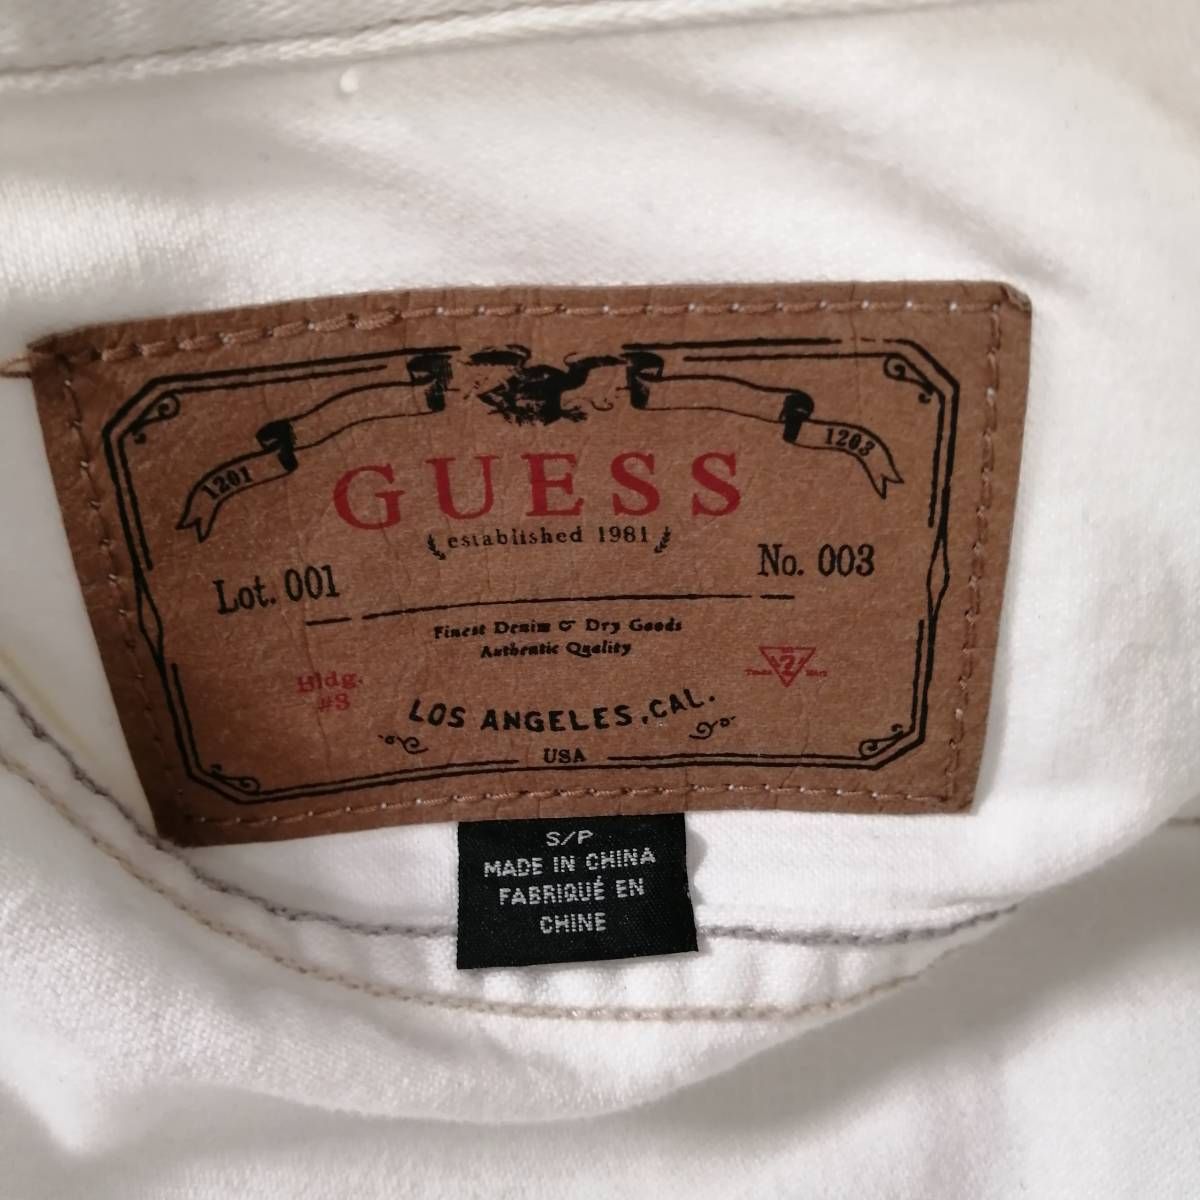 1201
1203
GUESS
established 1981
Lot. 001
No. 003
Finest Denim & Dry Goods
Authentic Quality
Bldg.
#3
LOS ANGELES, CAL.
USA
S/P
MADE IN CHINA
FABRIQUÉ EN
CHINE